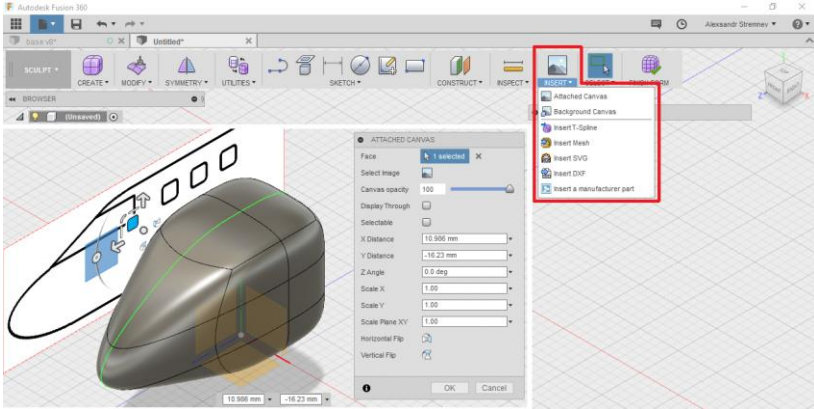 Autodesk Fusion 360
Alexsandr Stremnev
base v8*
Untitled*
SCULPT
CREATE MODIFY SYMMETRY UTILITIES SKETCH CONSTRUCT INSPECT INSERT SELECT FINISH FORM
BROWSER
(Unsaved)
Attached Canvas
Background Canvas
Insert T-Spline
Insert Mesh
Insert SVG
Insert DXF
Insert a manufacturer part
ATTACHED CANVAS
Face 1 selected
Select Image
Canvas opacity 100
Display Through
Selectable
X Distance 10.986 mm
Y Distance -16.23 mm
Z Angle 0.0 deg
Scale X 1.00
Scale Y 1.00
Scale Plane XY 1.00
Horizontal Flip
Vertical Flip
OK Cancel
10.986 mm -16.23 mm